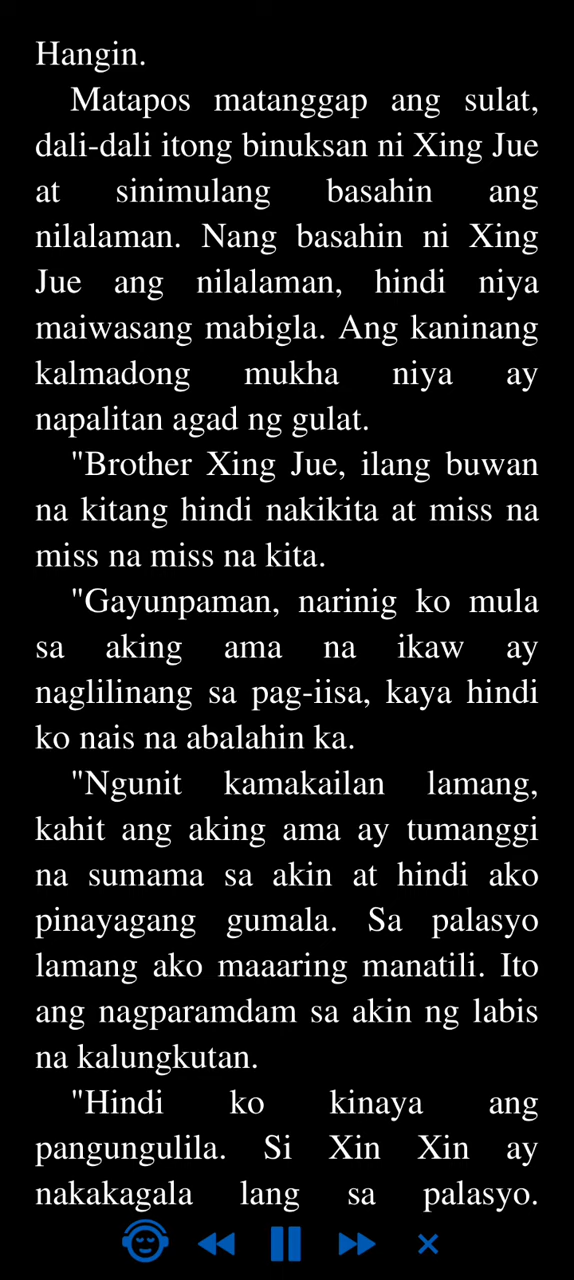 Hangin.
Matapos matanggap ang sulat,
dali-dali itong binuksan ni Xing Jue
at sinimulang basahin ang
nilalaman. Nang basahin ni Xing
Jue ang nilalaman, hindi niya
maiwasang mabigla. Ang kaninang
kalmadong mukha niya ay
napalitan agad ng gulat.
"Brother Xing Jue, ilang buwan
na kitang hindi nakikita at miss na
miss na miss na kita.
"Gayunpaman, narinig ko mula
sa aking ama na ikaw ay
naglilinang sa pag-iisa, kaya hindi
ko nais na abalahin ka.
"Ngunit kamakailan lamang,
kahit ang aking ama ay tumanggi
na sumama sa akin at hindi ako
pinayagang gumala. Sa palasyo
lamang ako maaaring manatili. Ito
ang nagparamdam sa akin ng labis
na kalungkutan.
"Hindi ko kinaya ang
pangungulila. Si Xin Xin ay
nakakagala lang sa palasyo.